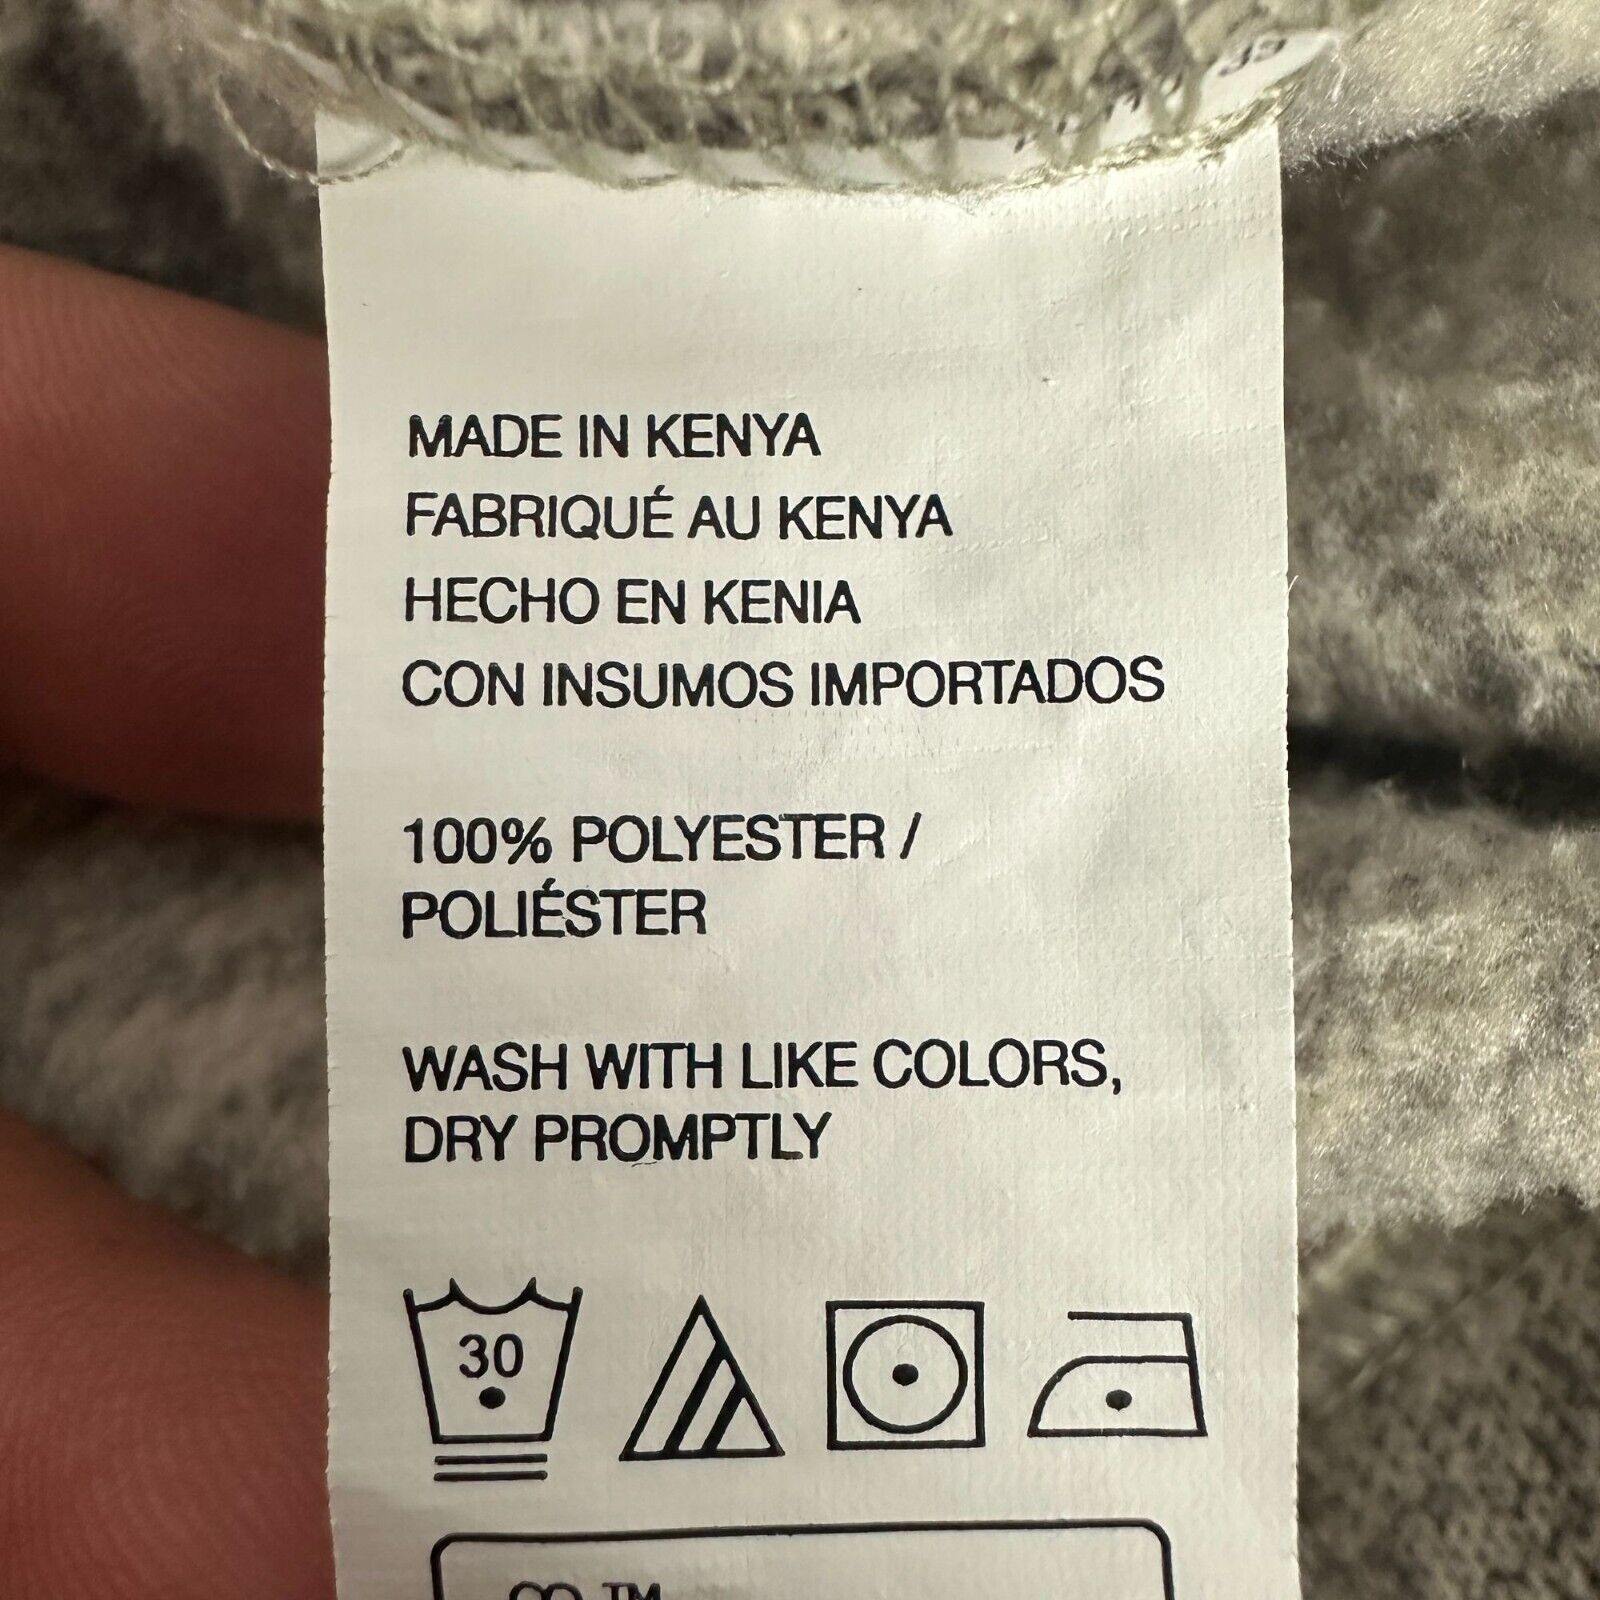 MADE IN KENYA
FABRIQUÉ AU KENYA
HECHO EN KENIA
CON INSUMOS IMPORTADOS
100% POLYESTER /
POLIÉSTER
WASH WITH LIKE COLORS,
DRY PROMPTLY
30